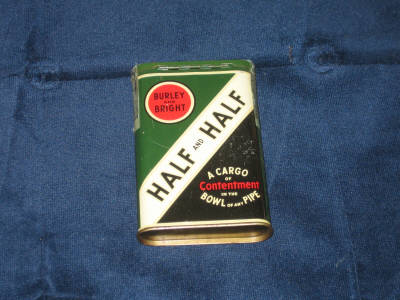 BURLEY
AND
BRIGHT
HALF AND HALF
A CARGO
OF
Contentment
IN THE
BOWL OF ANY PIPE